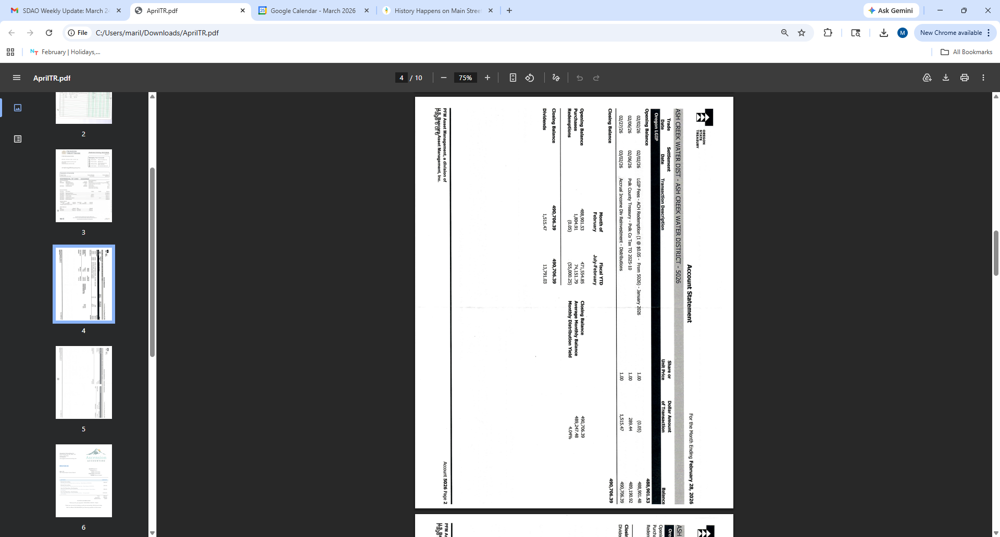 SDAO Weekly Update: March 24
AprilTR.pdf
Google Calendar - March 2026
History Happens on Main Street
Ask Gemini
File
C:/Users/maril/Downloads/AprilTR.pdf
M
New Chrome available
February | Holidays,...
All Bookmarks
AprilTR.pdf
4 / 10
75%
2
3
4
5
6
PIONEER TRUST BANK
Ascension
ACCOUNTING
INVOICE
OREGON
STATE
TREASURY
Account Statement
For the Month Ending February 28, 2026
ASH CREEK WATER DIST - ASH CREEK WATER DISTRICT - 5026
Trade Date Settlement Date Transaction Description Share or Unit Price Dollar Amount of Transaction Balance
Oregon LGIP
Opening Balance 488,901.53
02/02/26 02/02/26 LGIP Fees - ACH Redemption (1 @ $0.05 - From 5026) - January 2026 1.00 (0.05) 488,901.48
02/06/26 02/06/26 Polk County Treasury - Polk Co Tax TO 2025-10 1.00 289.44 489,190.92
02/27/26 03/02/26 Accrual Income Div Reinvestment - Distributions 1.00 1,515.47 490,706.39
Closing Balance 490,706.39
Month of February Fiscal YTD July-February
Opening Balance 488,901.53 471,554.85 Closing Balance 490,706.39
Purchases 1,804.91 74,151.79 Average Monthly Balance 489,247.48
Redemptions (0.05) (55,000.25) Monthly Distribution Yield 4.04%
Closing Balance 490,706.39 490,706.39
Dividends 1,515.47 13,791.03
PFM Asset Management, a division of
U.S. Bancorp Asset Management, Inc.
Page 6 of 6
Account 5026 Page 2